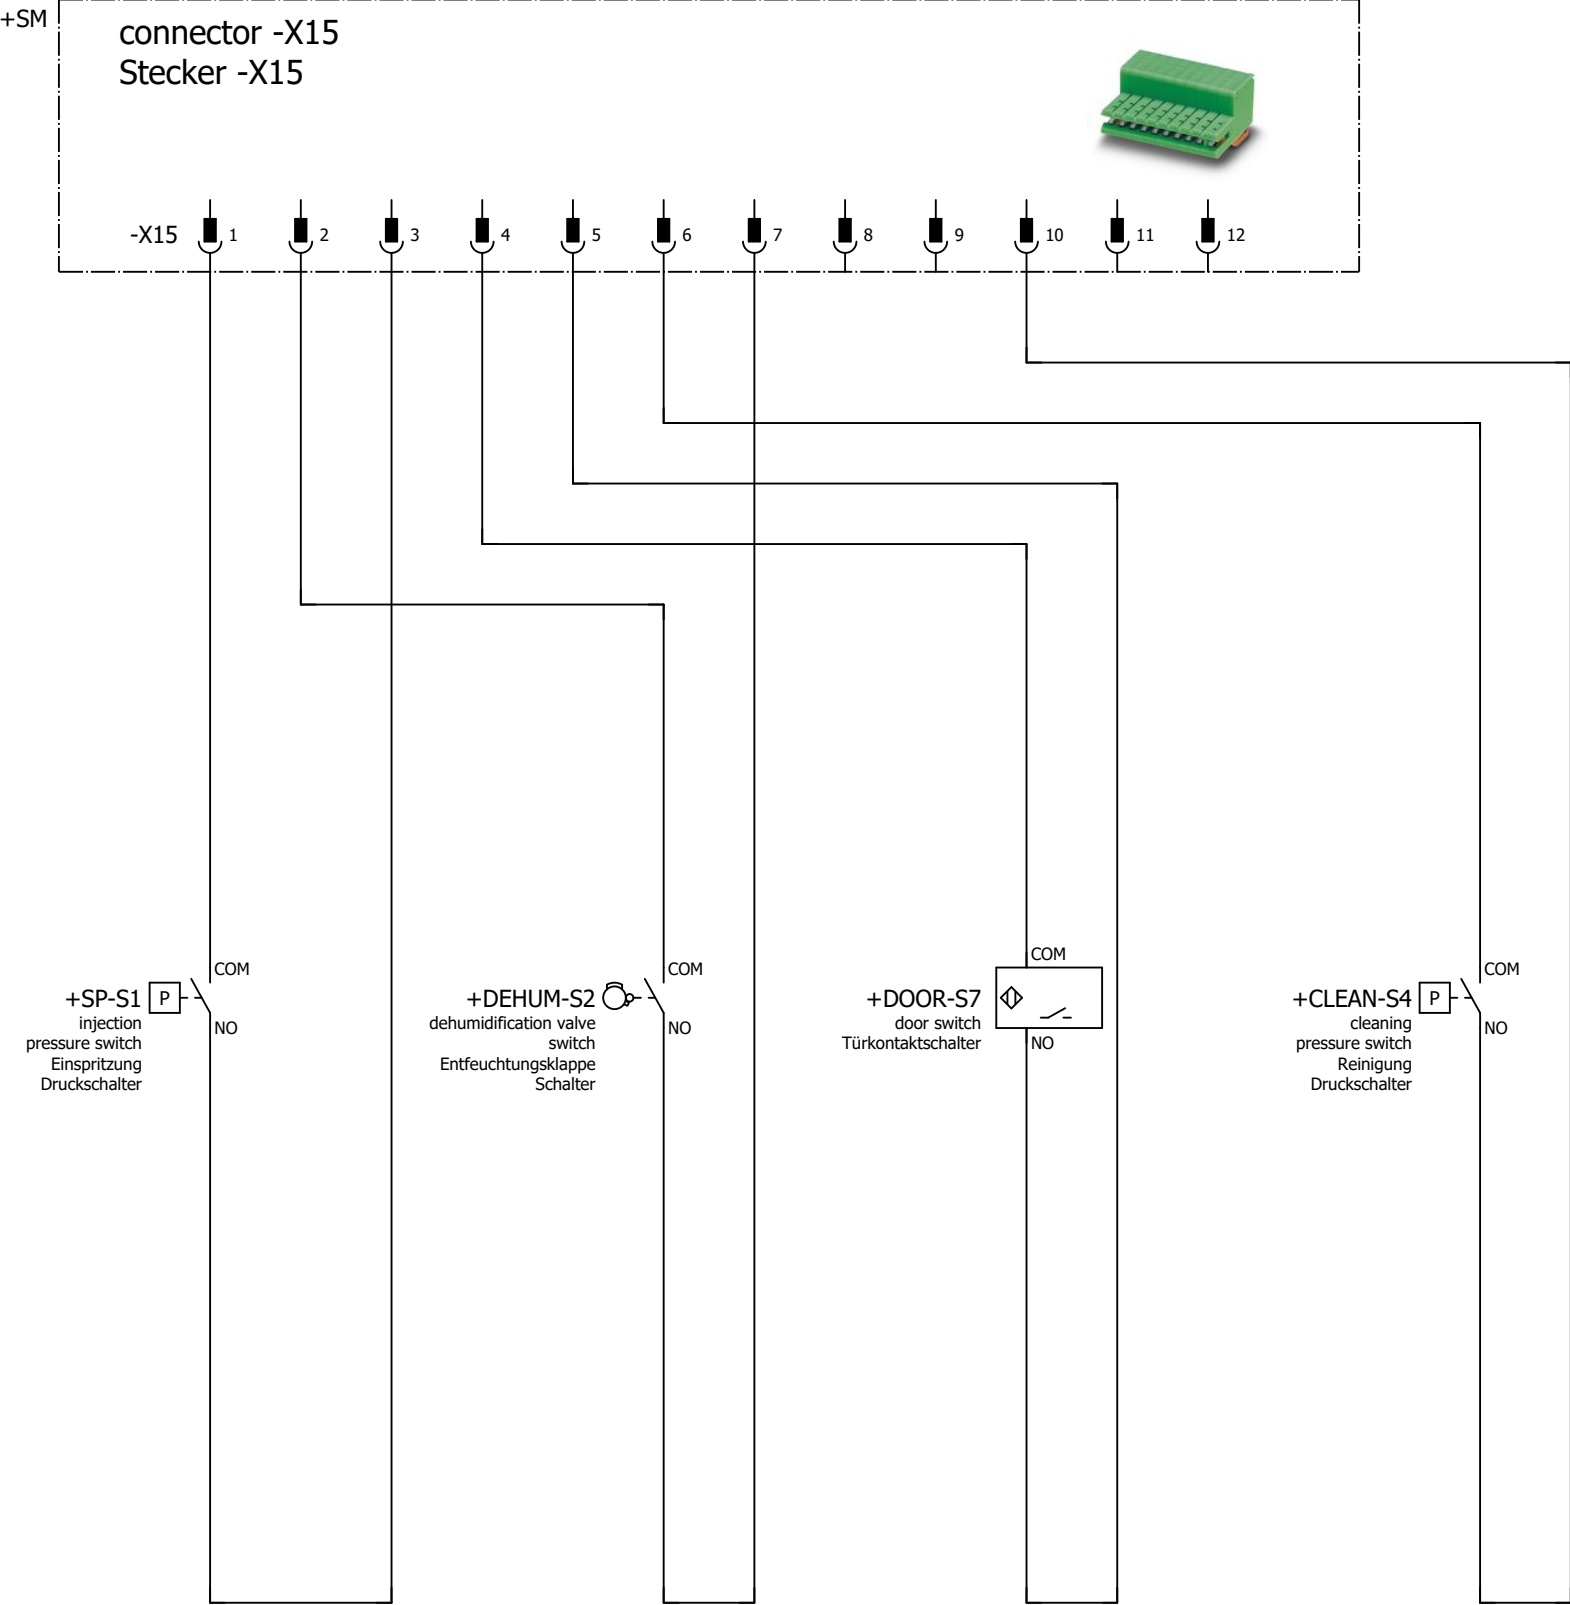 +SM
connector -X15
Stecker -X15
-X15 1 2 3 4 5 6 7 8 9 10 11 12
COM
+SP-S1 P
injection
pressure switch
Einspritzung
Druckschalter
NO
COM
+DEHUM-S2
dehumidification valve
switch
Entfeuchtungsklappe
Schalter
NO
COM
+DOOR-S7
door switch
Türkontaktschalter
NO
COM
+CLEAN-S4 P
cleaning
pressure switch
Reinigung
Druckschalter
NO